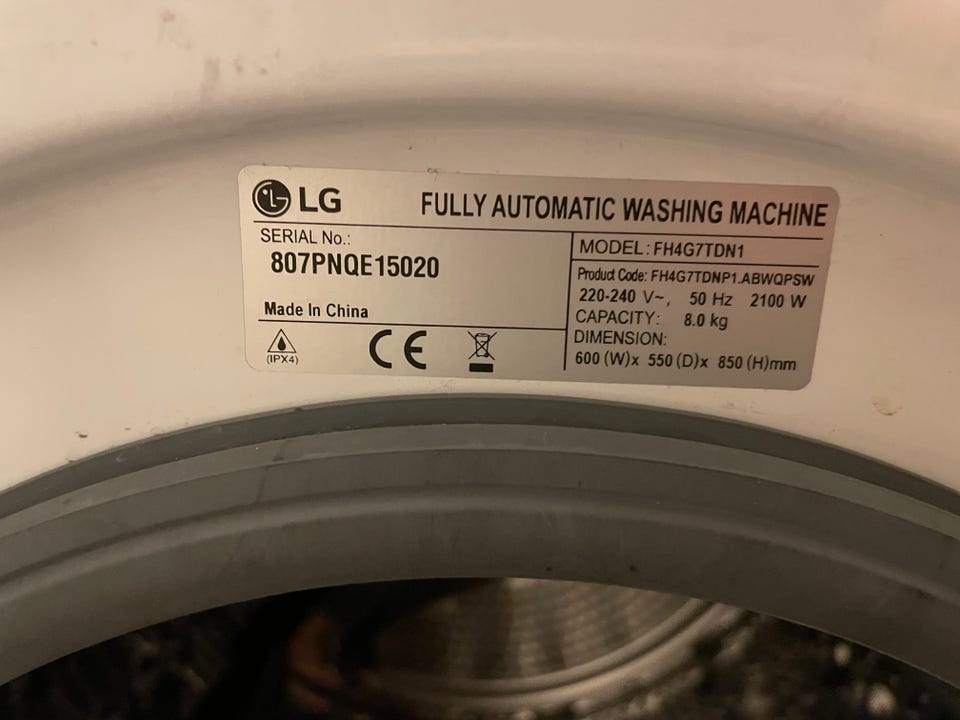 LG FULLY AUTOMATIC WASHING MACHINE
SERIAL No.:
807PNQE15020
Made In China
(IPX4)
CE
MODEL: FH4G7TDN1
Product Code: FH4G7TDNP1.ABWQPSW
220-240 V~, 50 Hz 2100 W
CAPACITY: 8.0 kg
DIMENSION:
600 (W)x 550 (D)x 850 (H)mm